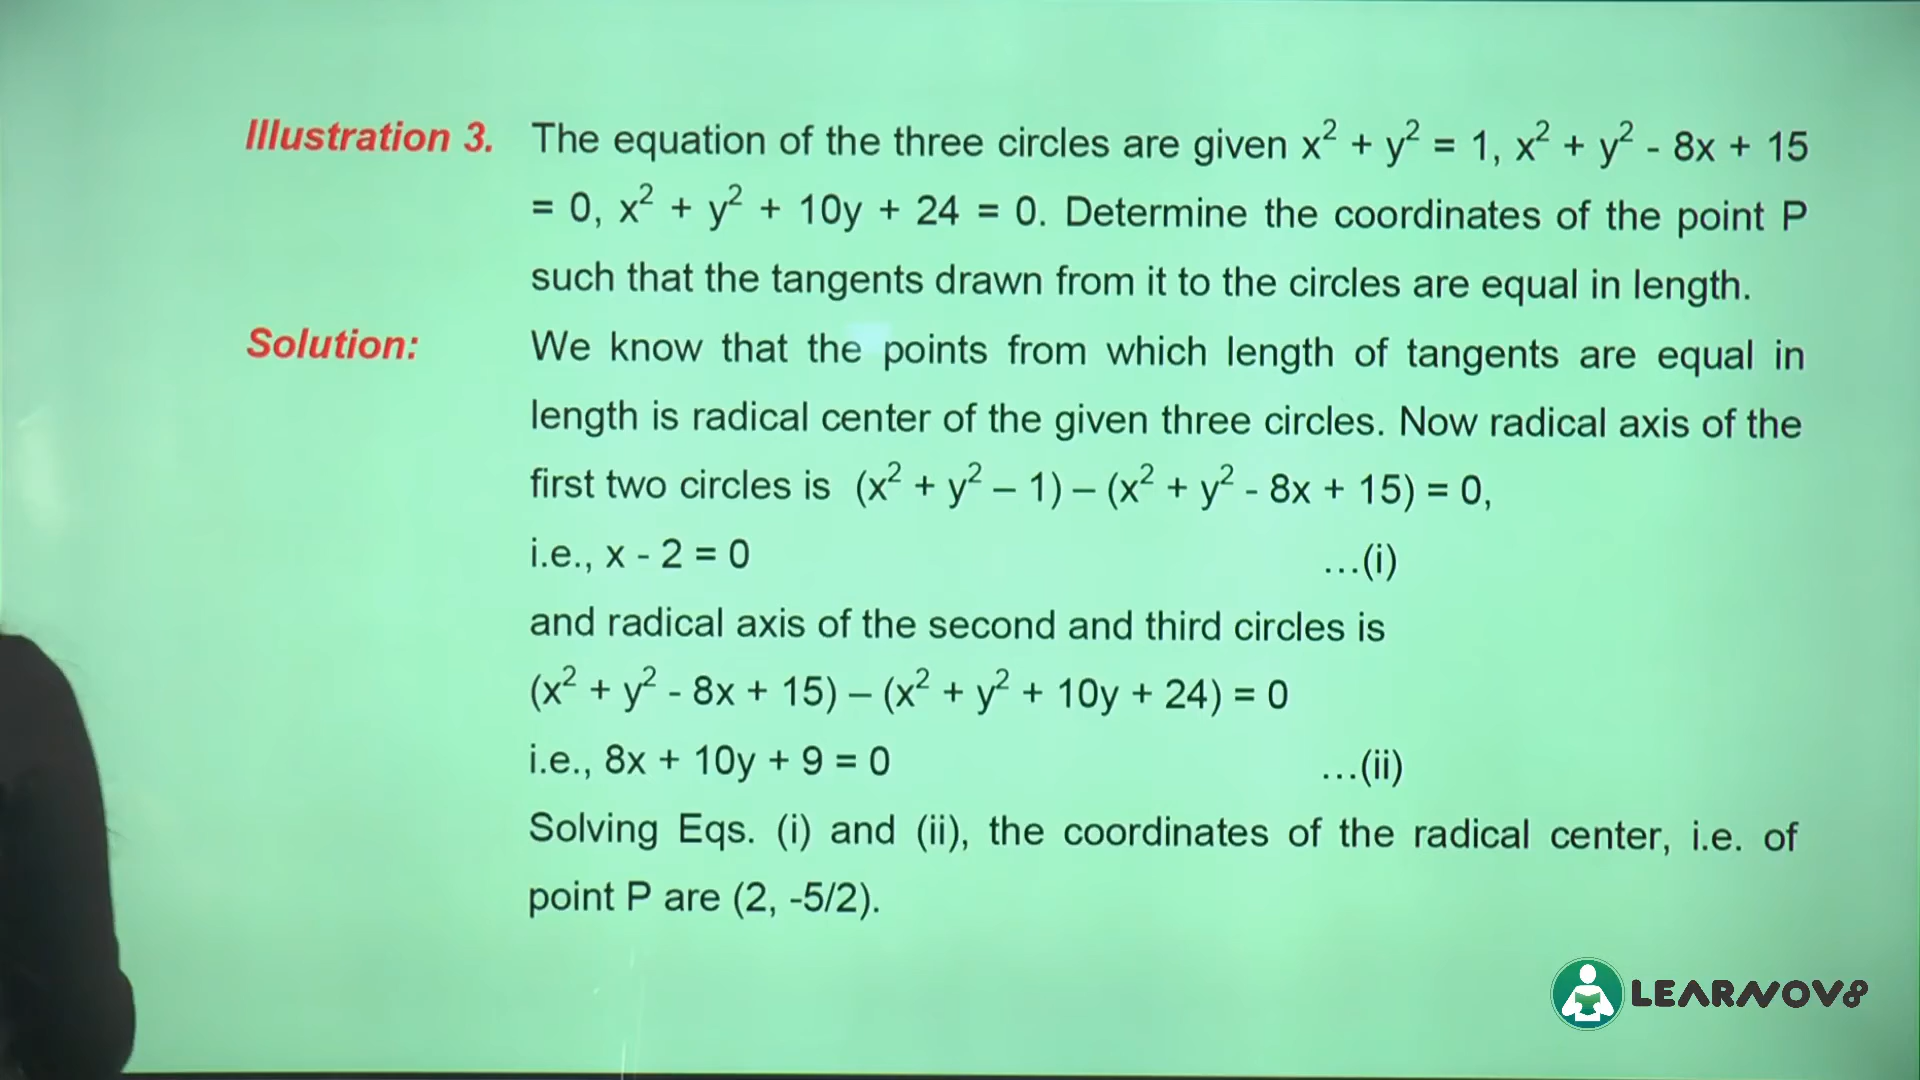 Illustration 3. The equation of the three circles are given x² + y² = 1, x² + y² - 8x + 15
= 0, x² + y² + 10y + 24 = 0. Determine the coordinates of the point P
such that the tangents drawn from it to the circles are equal in length.
Solution: We know that the points from which length of tangents are equal in
length is radical center of the given three circles. Now radical axis of the
first two circles is (x² + y² – 1) – (x² + y² - 8x + 15) = 0,
i.e., x - 2 = 0 …(i)
and radical axis of the second and third circles is
(x² + y² - 8x + 15) – (x² + y² + 10y + 24) = 0
i.e., 8x + 10y + 9 = 0 …(ii)
Solving Eqs. (i) and (ii), the coordinates of the radical center, i.e. of
point P are (2, -5/2).
LEARNOV8